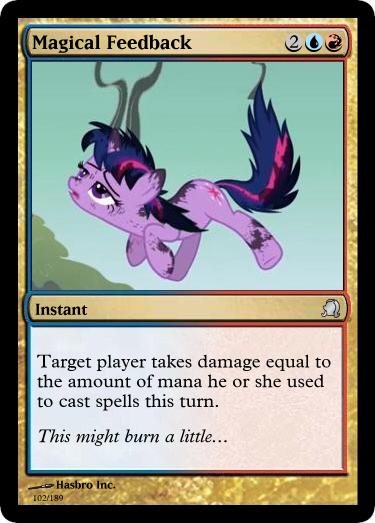 Magical Feedback 2
Instant
Target player takes damage equal to
the amount of mana he or she used
to cast spells this turn.
This might burn a little...
Hasbro Inc.
102/189